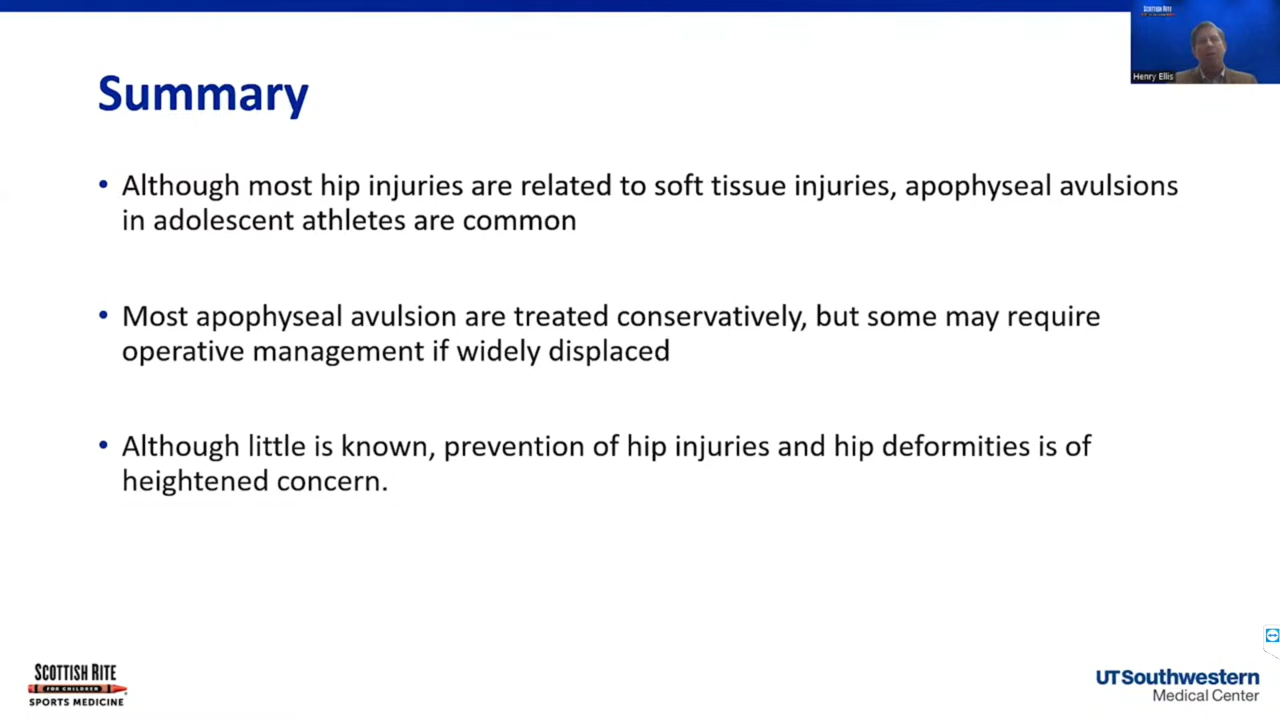 SCOTTISH RITE
Henry Ellis
Summary
• Although most hip injuries are related to soft tissue injuries, apophyseal avulsions
in adolescent athletes are common
• Most apophyseal avulsion are treated conservatively, but some may require
operative management if widely displaced
• Although little is known, prevention of hip injuries and hip deformities is of
heightened concern.
SCOTTISH RITE
FOR CHILDREN
SPORTS MEDICINE
UTSouthwestern
Medical Center